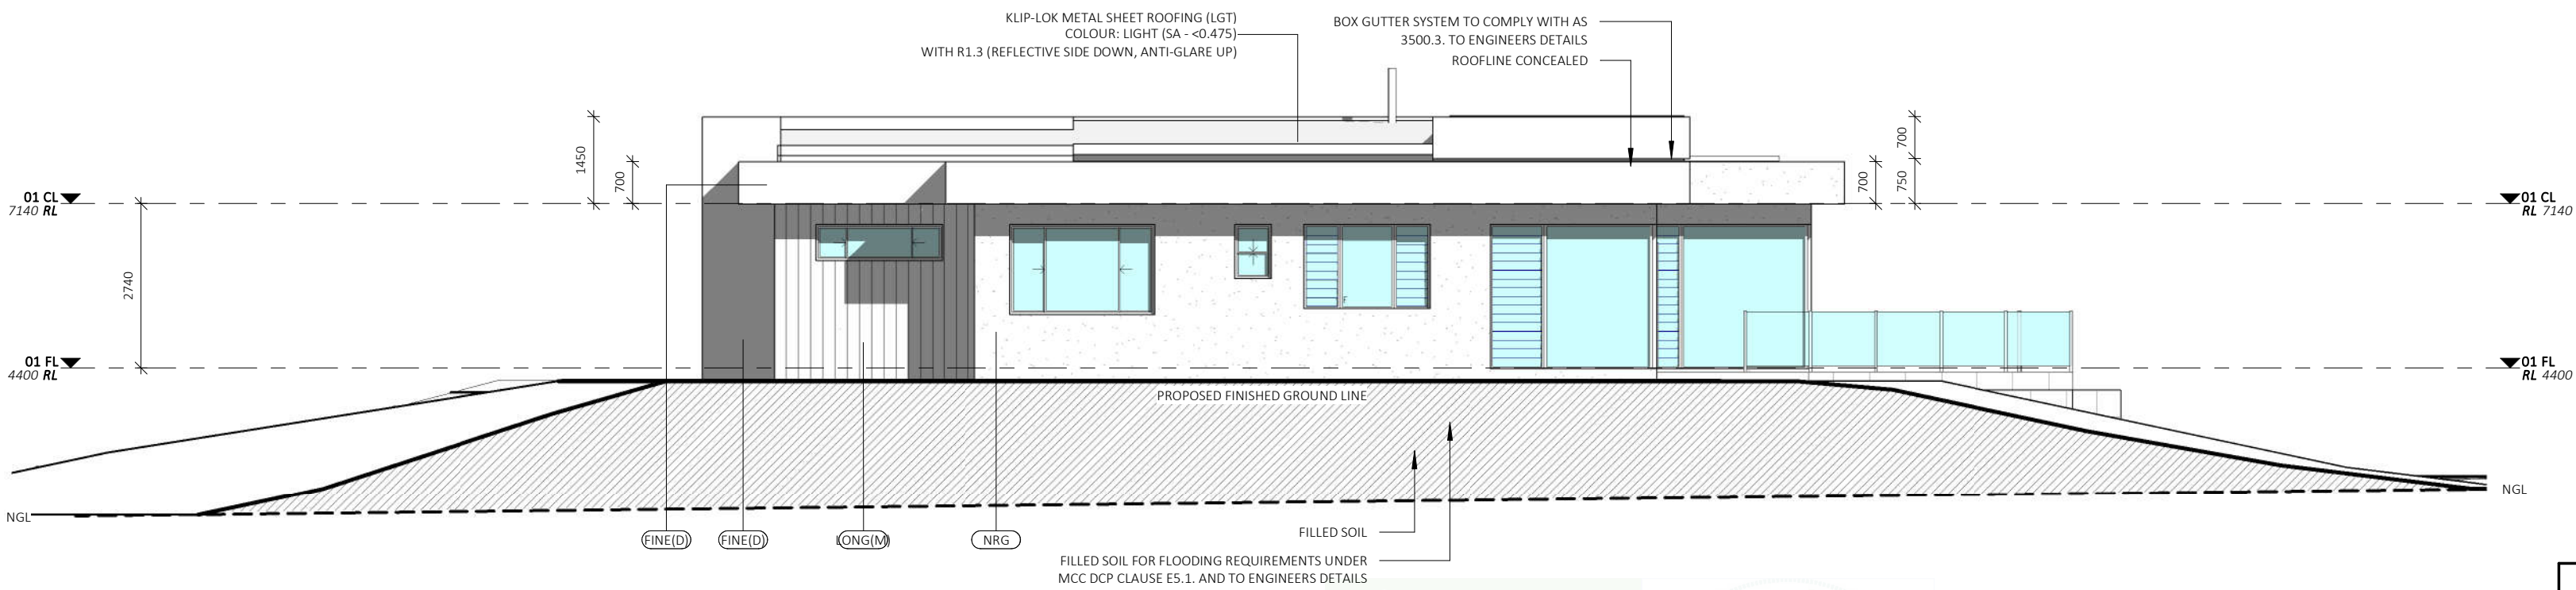 KLIP-LOK METAL SHEET ROOFING (LGT)
COLOUR: LIGHT (SA - <0.475)
WITH R1.3 (REFLECTIVE SIDE DOWN, ANTI-GLARE UP)
BOX GUTTER SYSTEM TO COMPLY WITH AS
3500.3. TO ENGINEERS DETAILS
ROOFLINE CONCEALED
1450
700
700
700
750
01 CL
7140 RL
01 CL
RL 7140
2740
F
01 FL
4400 RL
01 FL
RL 4400
PROPOSED FINISHED GROUND LINE
NGL
NGL
FINE(D)
FINE(D)
LONG(M)
NRG
FILLED SOIL
FILLED SOIL FOR FLOODING REQUIREMENTS UNDER
MCC DCP CLAUSE E5.1. AND TO ENGINEERS DETAILS